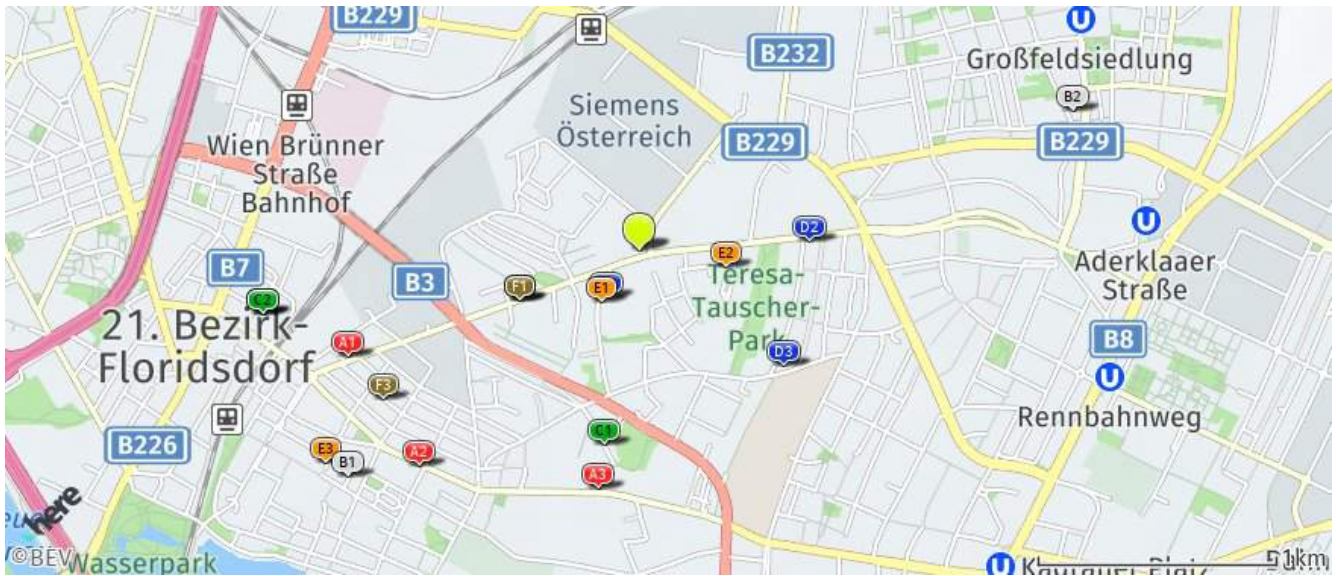 B229
B232
U
Großfeldsiedlung
B2
Siemens
Österreich
B229
B229
Wien Brünner
Straße
Bahnhof
U
D2
B7
E2
Aderklaaer
Straße
B3
F1
E1
Teresa-
Tauscher-
Park
C2
21. Bezirk-
Floridsdorf
A1
B8
D3
U
F3
Rennbahnweg
B226
C1
E3
B1
A2
A3
here
©BEV
Wasserpark
U
1km